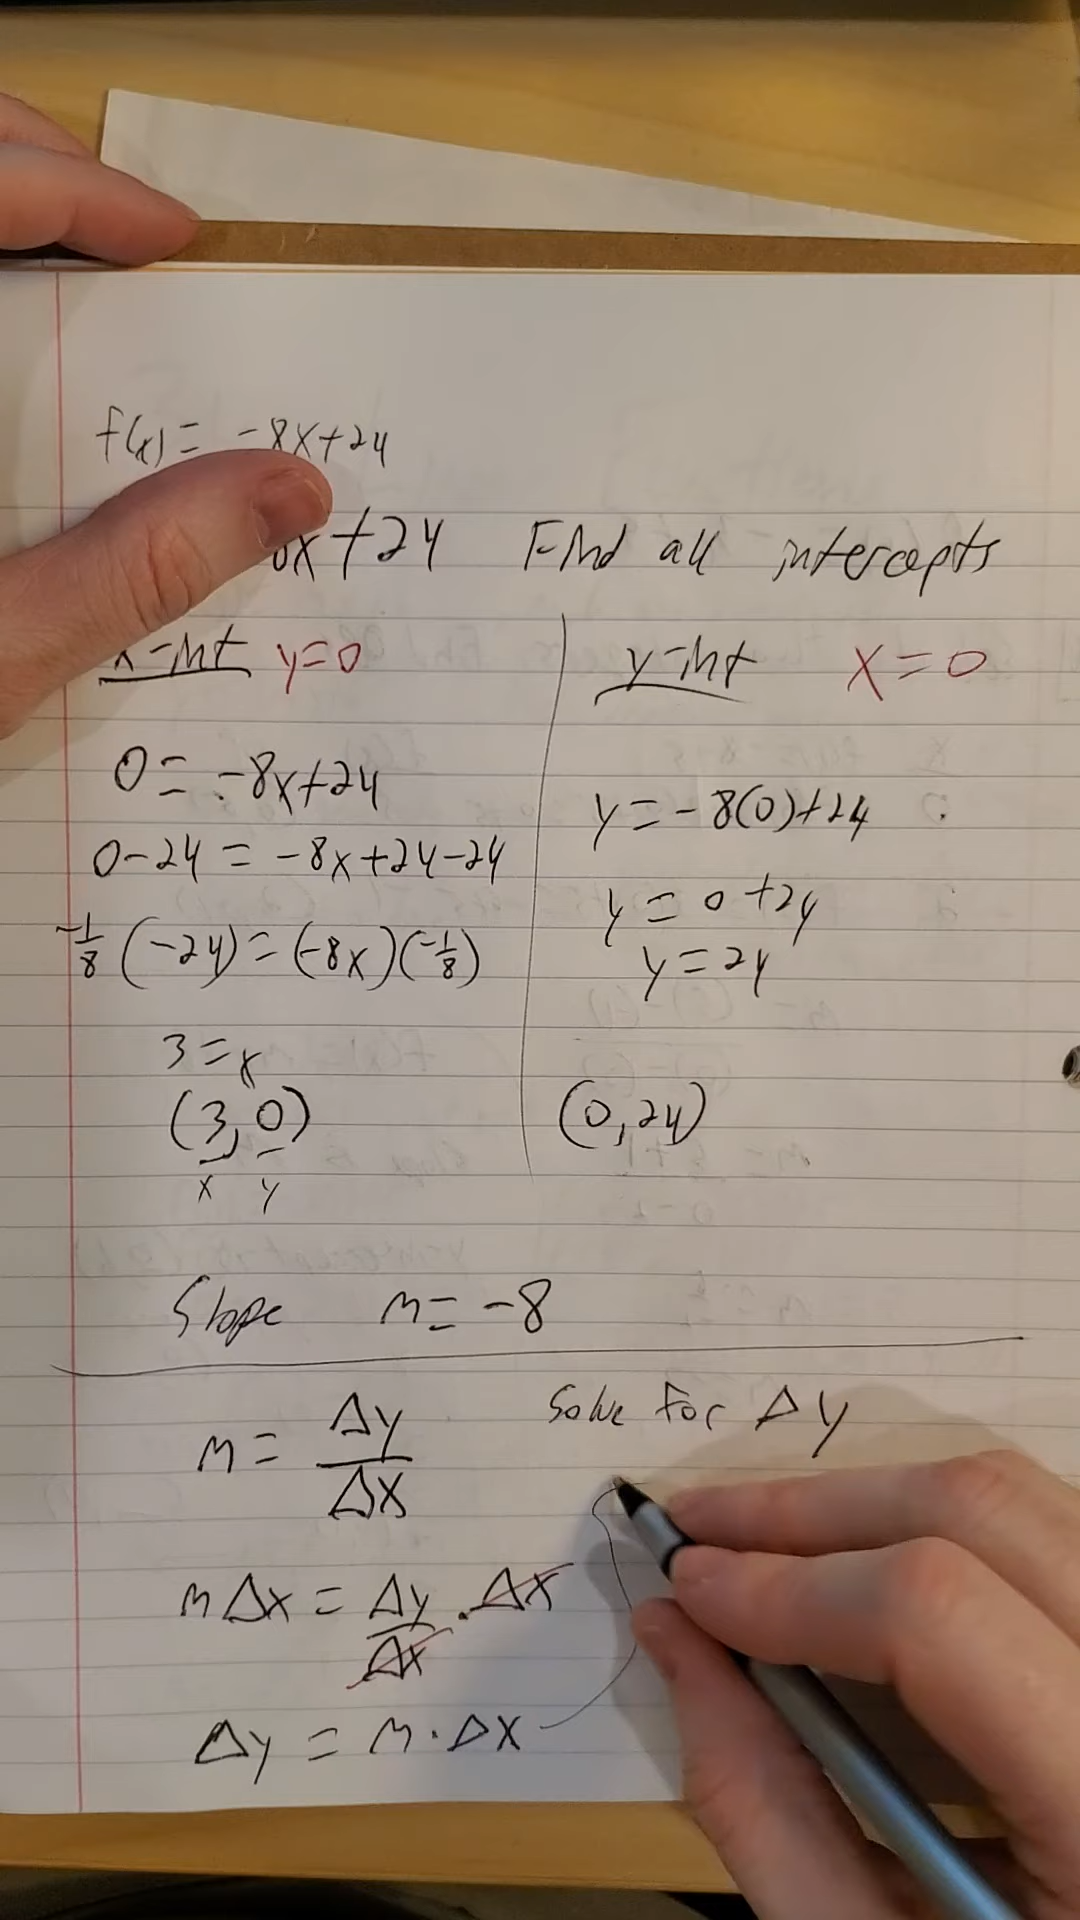 f(x) = -8x+24
x+24 Find all intercepts
x-int y=0
0 = -8x+24
0-24 = -8x+24-24
-1/8 (-24) = (-8x)(-1/8)
3 = x
(3, 0)
x y
y-int x=0
y = -8(0)+24
y = 0+24
y = 24
(0, 24)
Slope m = -8
m = Δy/Δx Solve for Δy
mΔx = Δy/Δx · Δx
Δy = m·Δx